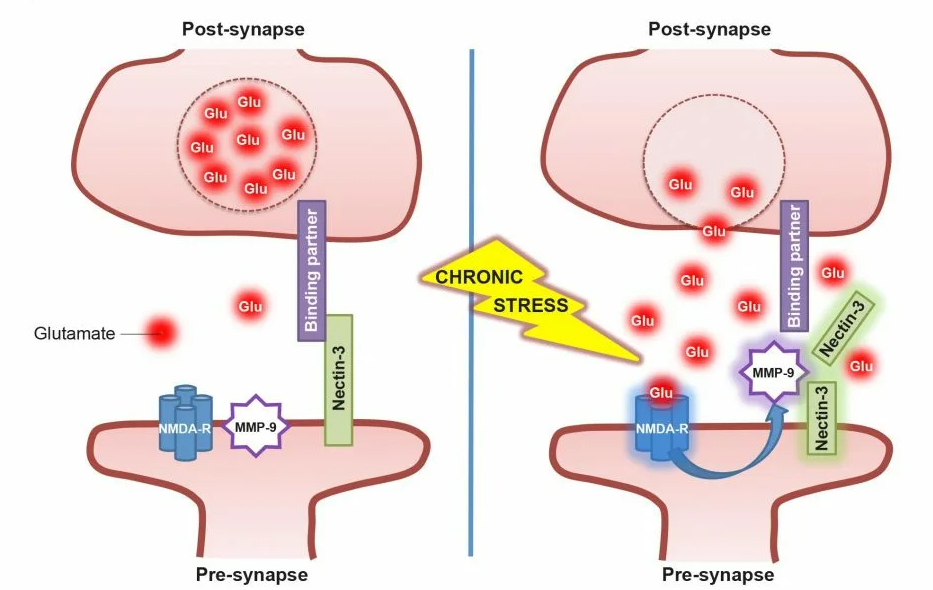 Post-synapse
Glu
Glu
Glu
Glu
Glu
Glu
Glu
Glu
Binding partner
Glu
Glutamate
Nectin-3
NMDA-R
MMP-9
Pre-synapse
CHRONIC
STRESS
Post-synapse
Glu
Glu
Glu
Binding partner
Glu
Glu
Glu
Glu
Nectin-3
Glu
Glu
MMP-9
Glu
Nectin-3
NMDA-R
Pre-synapse